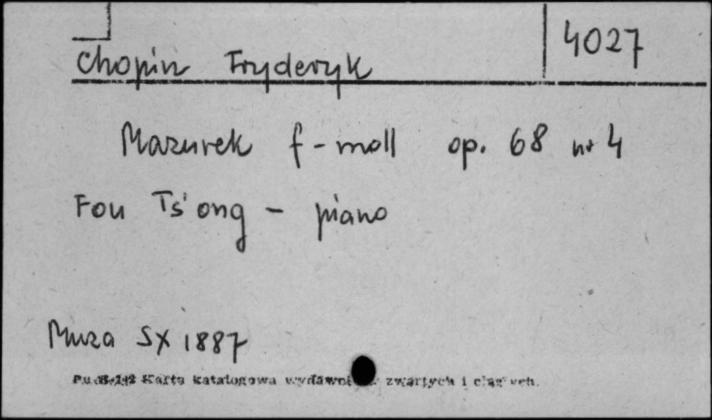 4027
Chopin Fryderyk
Mazurek f-moll op. 68 nr 4
Fou Ts'ong - piano
Muza SX 1887
Karta katalogowa zwartych i